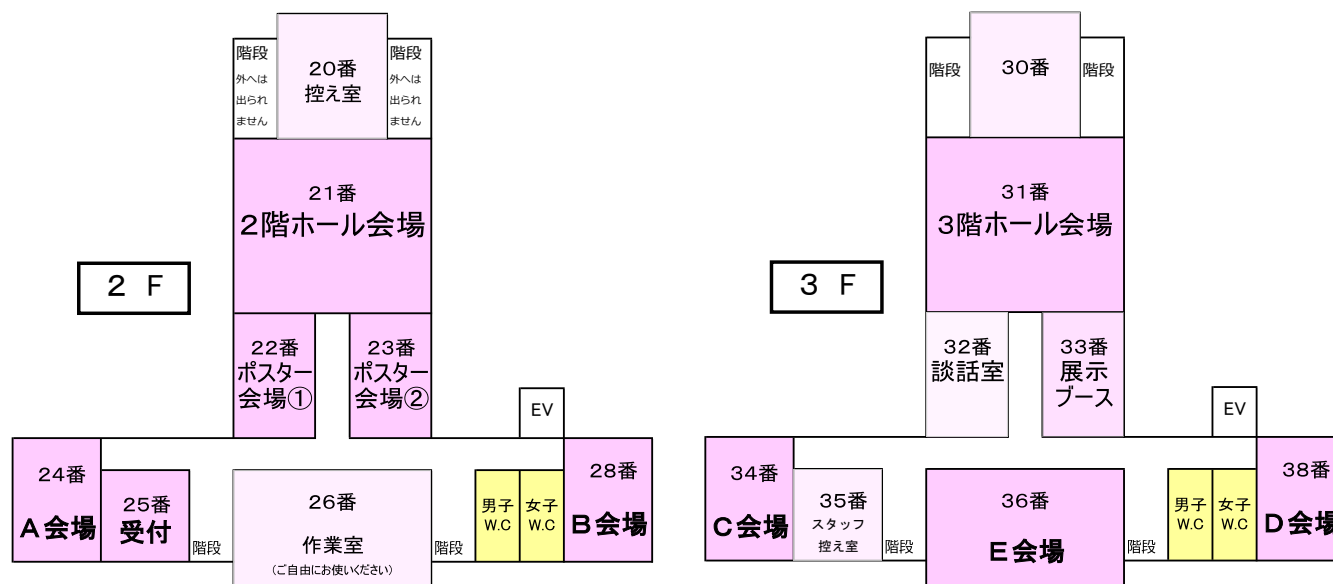 階段
外へは
出られ
ません
20番
控え室
階段
外へは
出られ
ません
21番
2階ホール会場
2 F
22番
ポスター
会場①
23番
ポスター
会場②
EV
24番
A会場
25番
受付
階段
26番
作業室
(ご自由にお使いください)
階段
男子
W.C
女子
W.C
28番
B会場
階段
30番
階段
31番
3階ホール会場
3 F
32番
談話室
33番
展示
ブース
EV
34番
C会場
35番
スタッフ
控え室
階段
36番
E会場
階段
男子
W.C
女子
W.C
38番
D会場